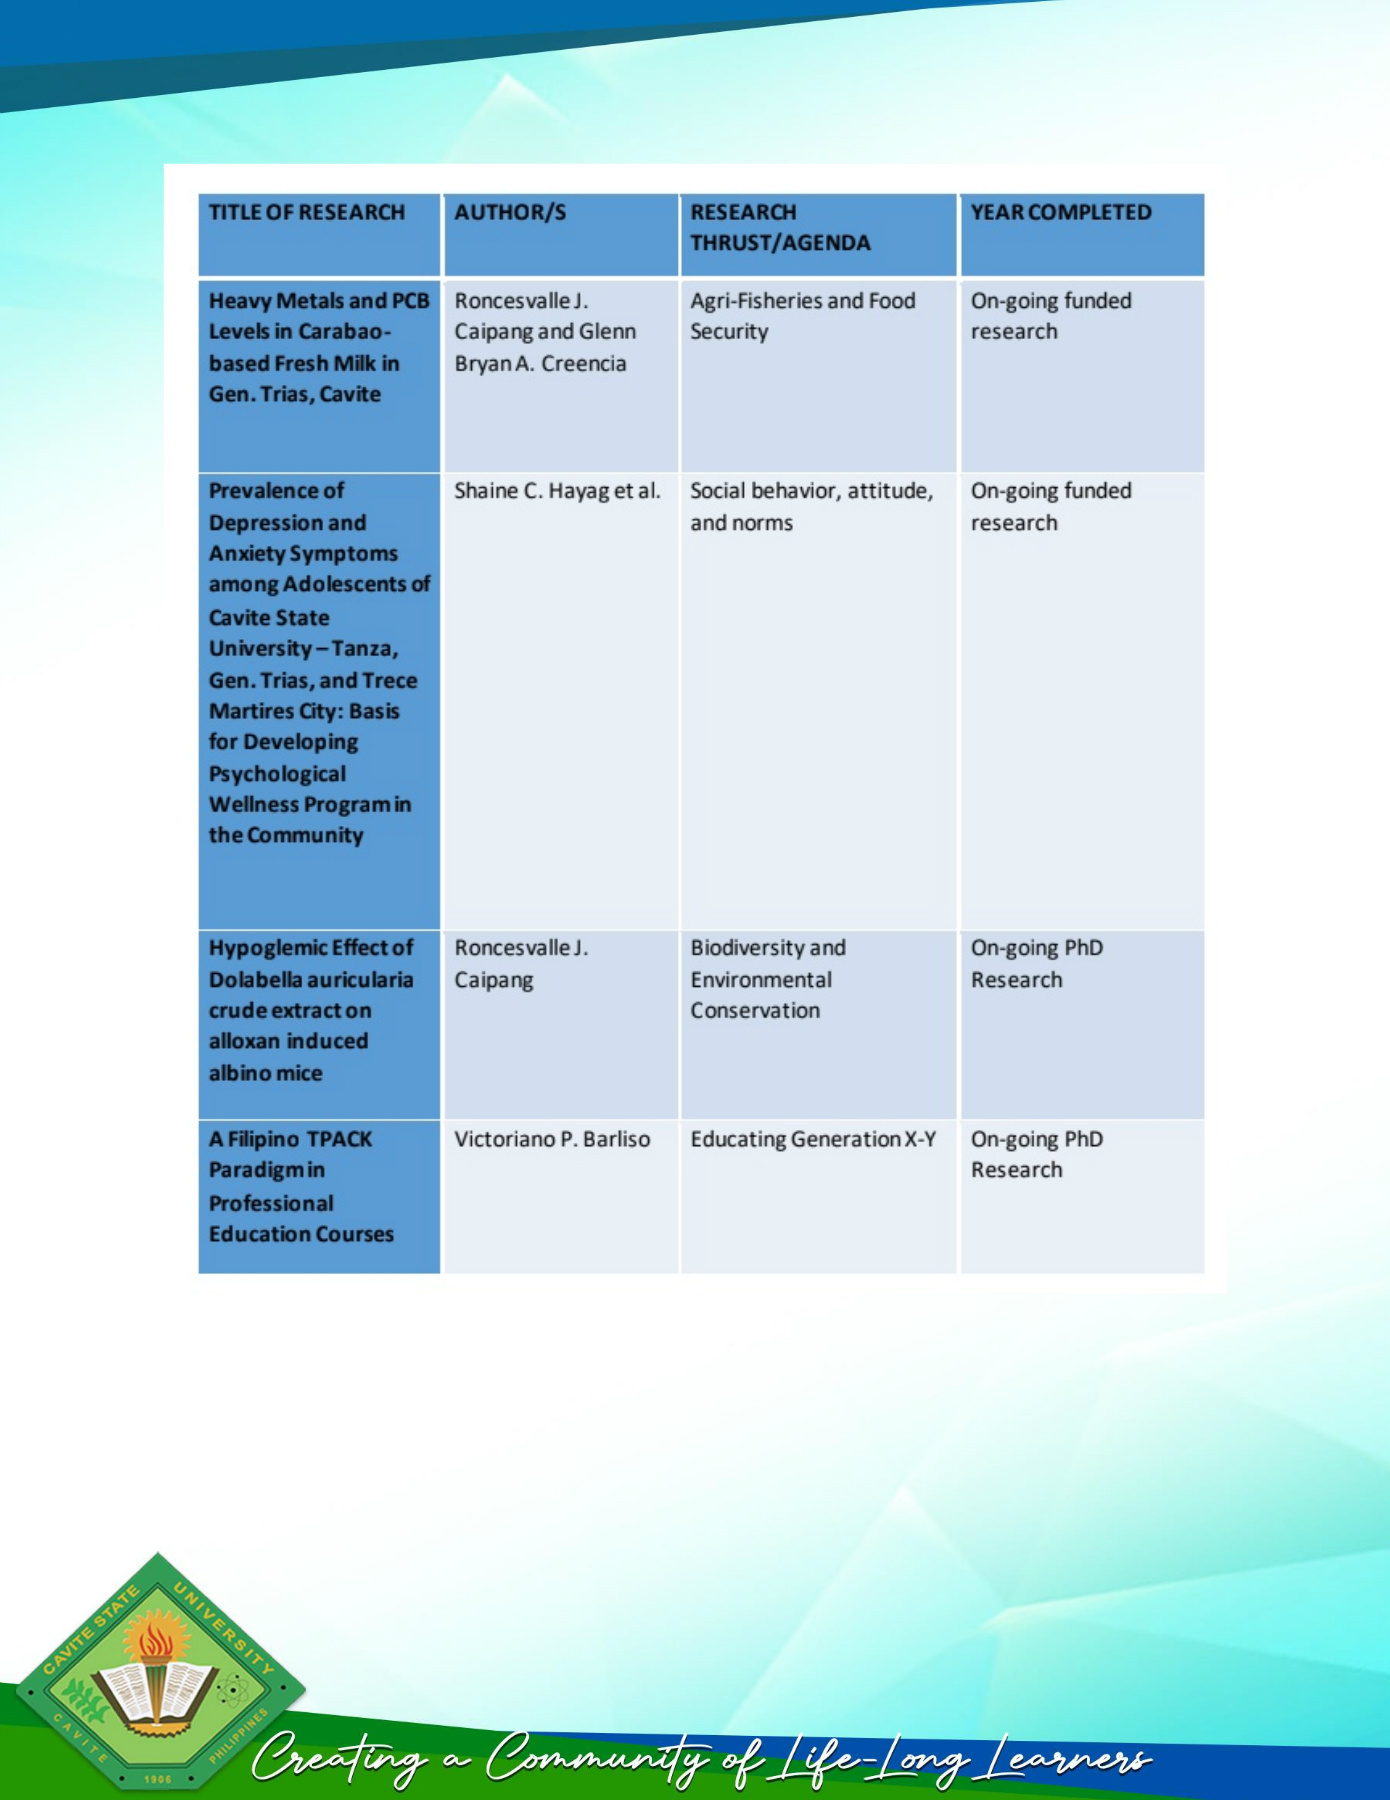 TITLE OF RESEARCH
AUTHOR/S
RESEARCH
THRUST/AGENDA
YEAR COMPLETED
Heavy Metals and PCB
Levels in Carabao-
based Fresh Milk in
Gen. Trias, Cavite
Roncesvalle J.
Caipang and Glenn
Bryan A. Creencia
Agri-Fisheries and Food
Security
On-going funded
research
Prevalence of
Depression and
Anxiety Symptoms
among Adolescents of
Cavite State
University – Tanza,
Gen. Trias, and Trece
Martires City: Basis
for Developing
Psychological
Wellness Program in
the Community
Shaine C. Hayag et al.
Social behavior, attitude,
and norms
On-going funded
research
Hypoglemic Effect of
Dolabella auricularia
crude extract on
alloxan induced
albino mice
Roncesvalle J.
Caipang
Biodiversity and
Environmental
Conservation
On-going PhD
Research
A Filipino TPACK
Paradigm in
Professional
Education Courses
Victoriano P. Barliso
Educating Generation X-Y
On-going PhD
Research
CAVITE STATE UNIVERSITY
CAVITE
PHILIPPINES
1906
Creating a Community of Life-Long Learners